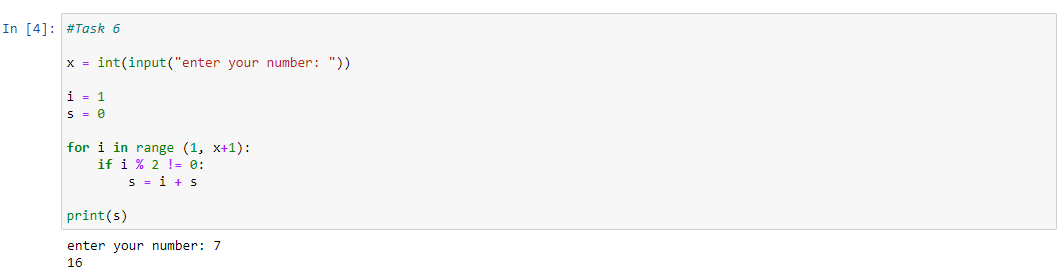 In [4]: #Task 6
x = int(input("enter your number: "))
i = 1
s = 0
for i in range (1, x+1):
    if i % 2 != 0:
        s = i + s
print(s)
enter your number: 7
16